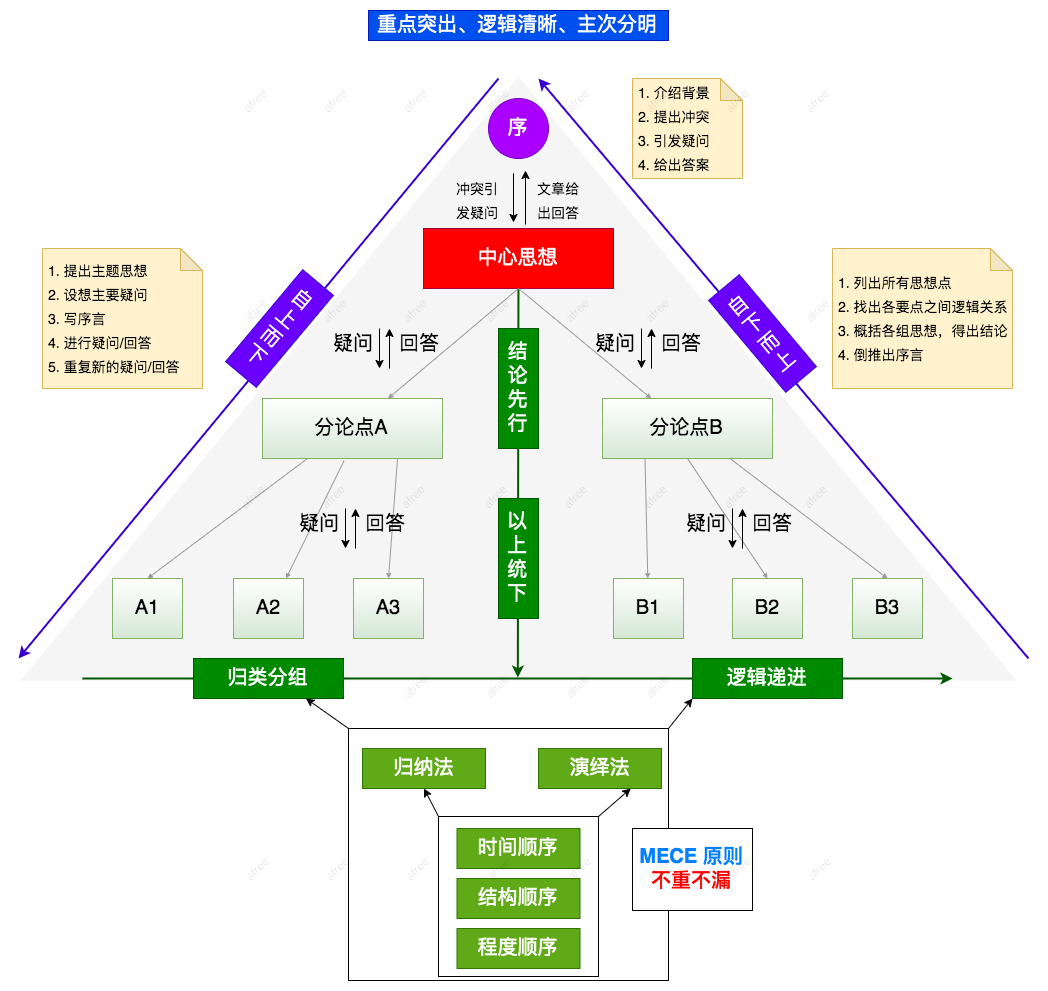 重点突出、逻辑清晰、主次分明
序
1. 介绍背景
2. 提出冲突
3. 引发疑问
4. 给出答案
冲突引
发疑问
文章给
出回答
中心思想
1. 提出主题思想
2. 设想主要疑问
3. 写序言
4. 进行疑问/回答
5. 重复新的疑问/回答
自上而下
自下而上
1. 列出所有思想点
2. 找出各要点之间逻辑关系
3. 概括各组思想，得出结论
4. 倒推出序言
疑问
回答
结论先行
疑问
回答
分论点A
分论点B
疑问
回答
以上统下
疑问
回答
A1
A2
A3
B1
B2
B3
归类分组
逻辑递进
归纳法
演绎法
时间顺序
结构顺序
程度顺序
MECE 原则
不重不漏
afree